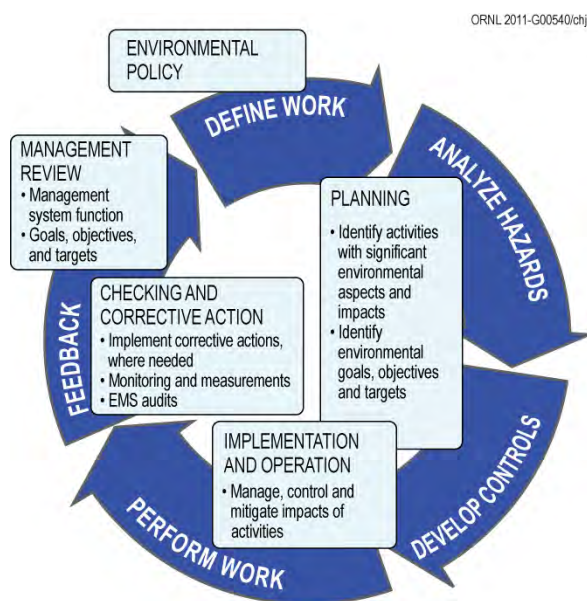 ORNL 2011-G00540/chj
ENVIRONMENTAL
POLICY
DEFINE WORK
ANALYZE HAZARDS
MANAGEMENT
REVIEW
• Management
system function
• Goals, objectives,
and targets
PLANNING
• Identify activities
with significant
environmental
aspects and
impacts
• Identify
environmental
goals, objectives
and targets
CHECKING AND
CORRECTIVE ACTION
• Implement corrective actions,
where needed
• Monitoring and measurements
• EMS audits
FEEDBACK
IMPLEMENTATION
AND OPERATION
• Manage, control and
mitigate impacts of
activities
DEVELOP CONTROLS
PERFORM WORK